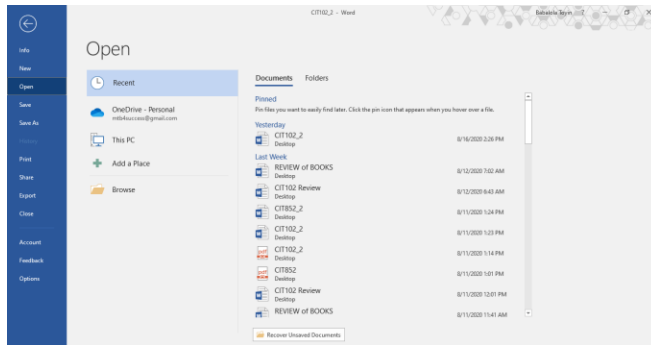 CIT102_2 - Word
Info
New
Open
Save
Save As
Print
Share
Export
Close
Account
Feedback
Options
Open
Recent
OneDrive - Personal
This PC
Add a Place
Browse
Documents Folders
Pinned
Pin files you want to easily find later. Click the pin icon that appears when you hover over a file.
Yesterday
CIT102_2
Desktop
8/16/2020 2:26 PM
Last Week
REVIEW of BOOKS
Desktop
8/12/2020 7:02 AM
CIT102 Review
Desktop
8/12/2020 6:43 AM
CIT852_2
Desktop
8/11/2020 1:24 PM
CIT102_2
Desktop
8/11/2020 1:23 PM
CIT102_2
Desktop
8/11/2020 1:14 PM
CIT852
Desktop
8/11/2020 1:01 PM
CIT102 Review
Desktop
8/11/2020 12:01 PM
REVIEW of BOOKS
8/11/2020 11:41 AM
Recover Unsaved Documents